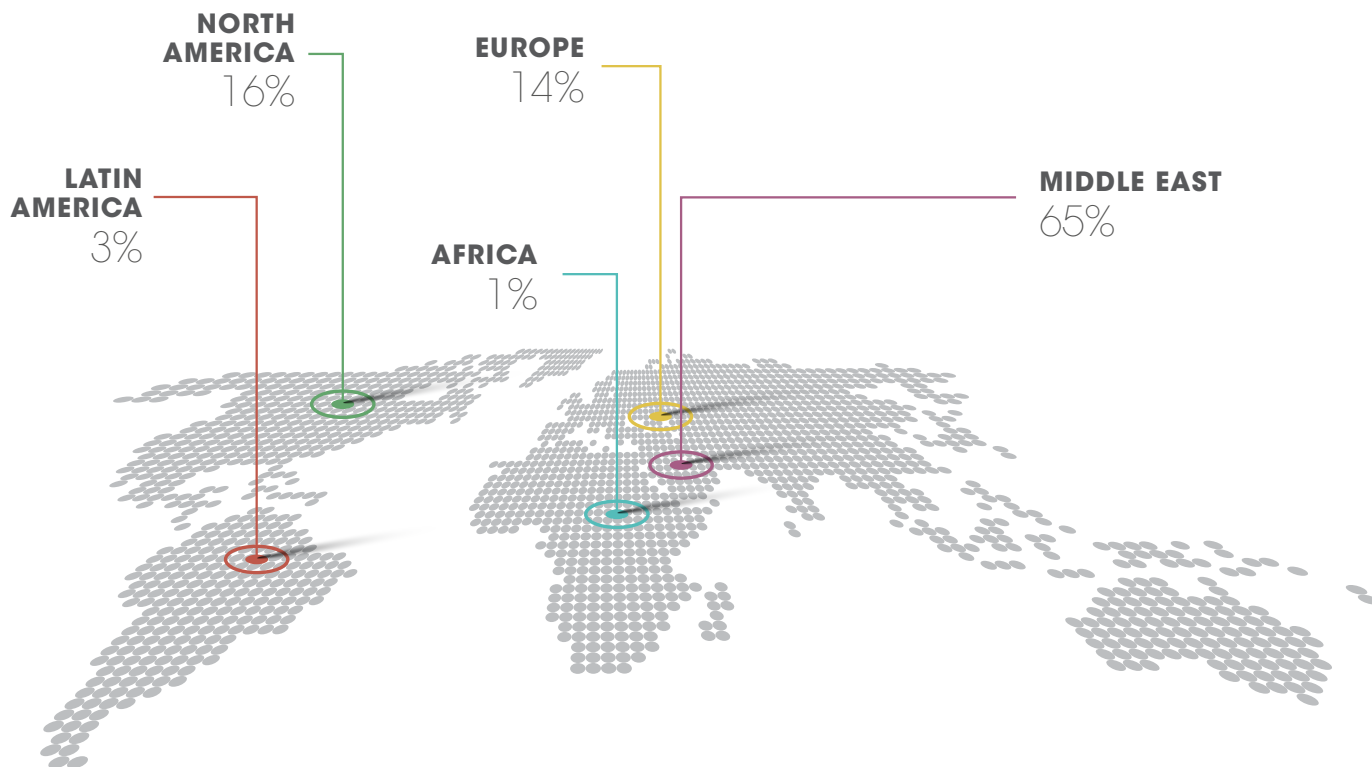 NORTH
AMERICA
16%
EUROPE
14%
LATIN
AMERICA
3%
MIDDLE EAST
65%
AFRICA
1%